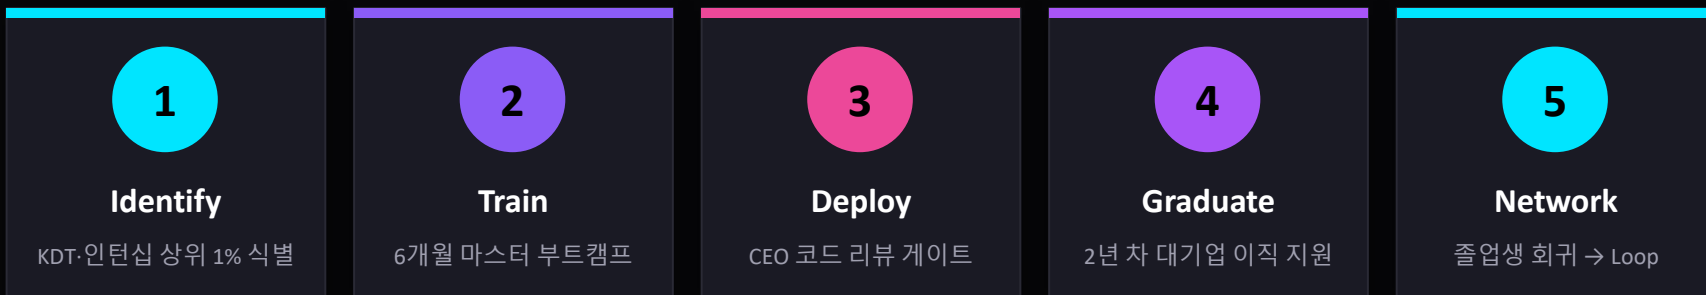 1
Identify
KDT·인턴십 상위 1% 식별
2
Train
6개월 마스터 부트캠프
3
Deploy
CEO 코드 리뷰 게이트
4
Graduate
2년 차 대기업 이직 지원
5
Network
졸업생 회귀 → Loop